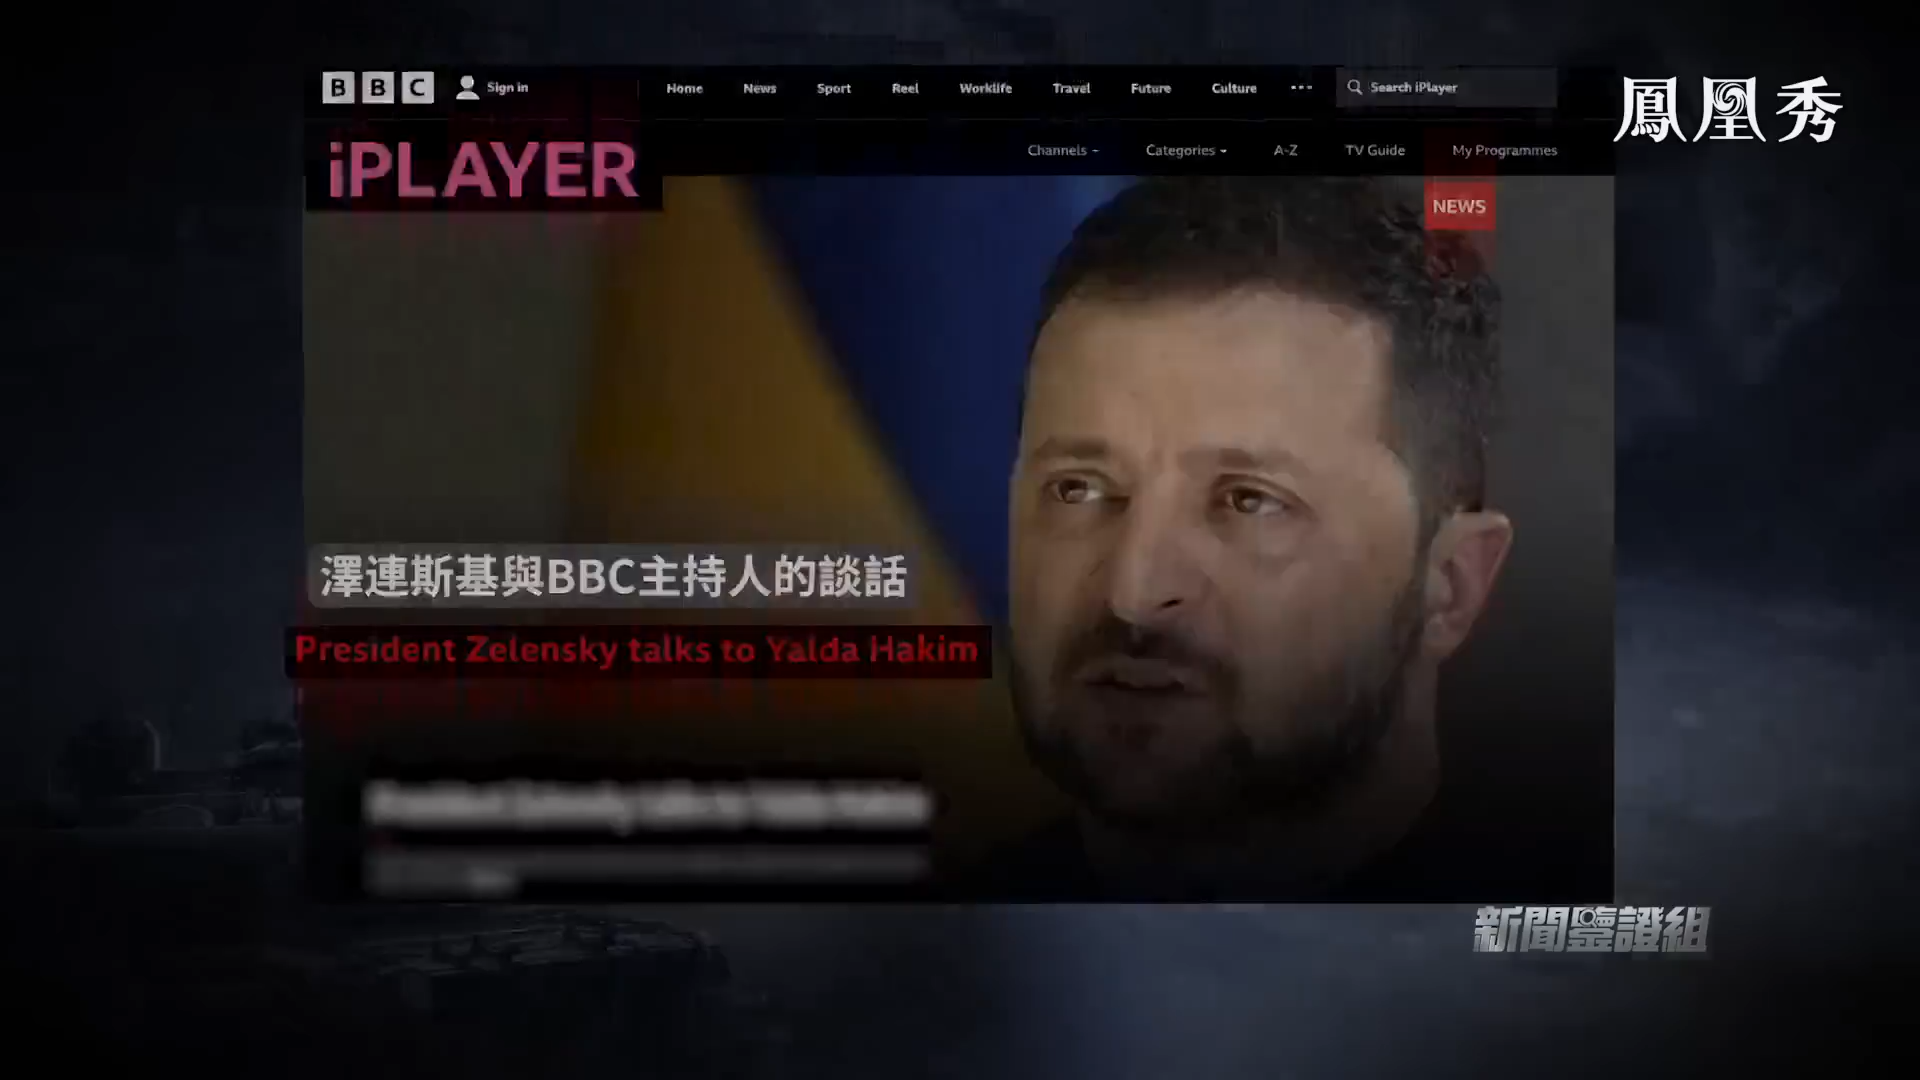 BBC Sign in Home News Sport Reel Worklife Travel Future Culture ... Search iPlayer
鳳凰秀
iPLAYER
Channels Categories A-Z TV Guide My Programmes
NEWS
澤連斯基與BBC主持人的談話
President Zelensky talks to Yalda Hakim
新聞鑒證組